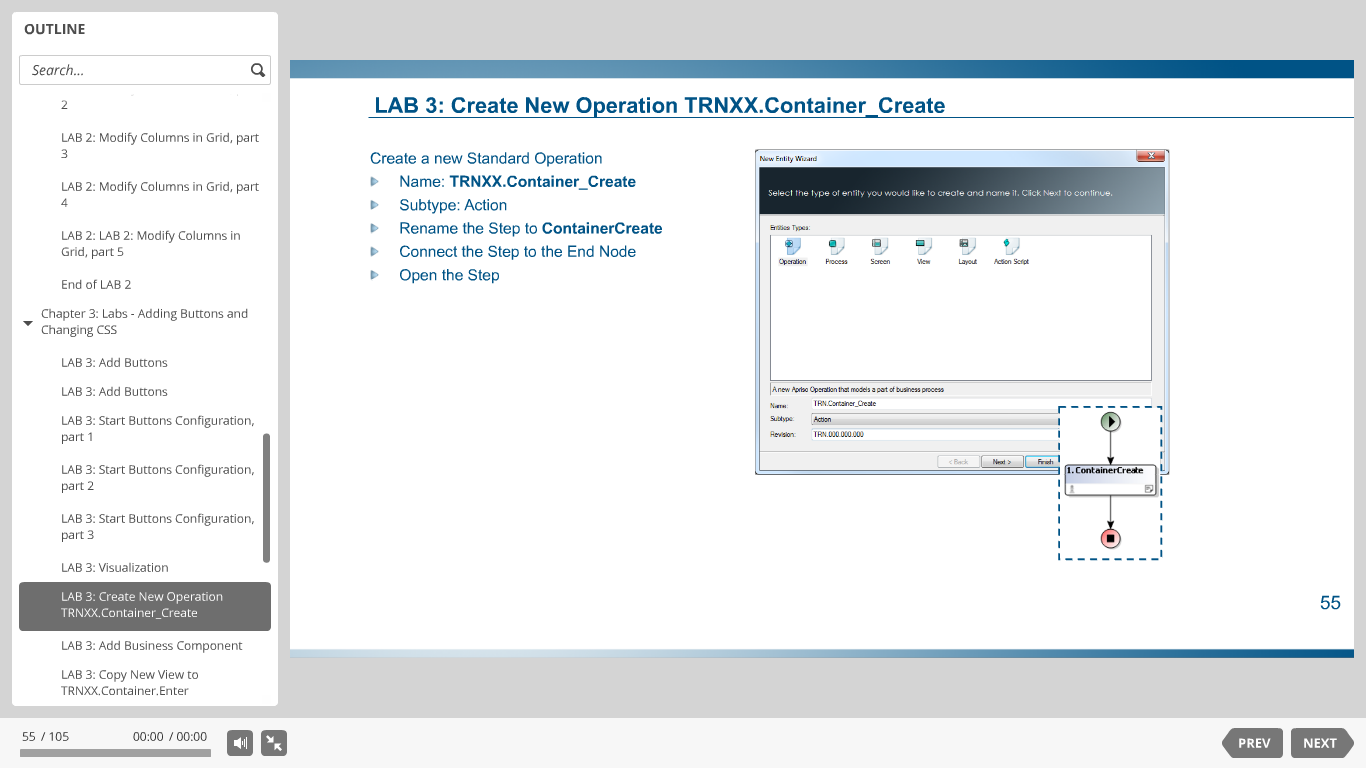 OUTLINE
Search...
2
LAB 2: Modify Columns in Grid, part
3
LAB 2: Modify Columns in Grid, part
4
LAB 2: LAB 2: Modify Columns in
Grid, part 5
End of LAB 2
Chapter 3: Labs - Adding Buttons and
Changing CSS
LAB 3: Add Buttons
LAB 3: Add Buttons
LAB 3: Start Buttons Configuration,
part 1
LAB 3: Start Buttons Configuration,
part 2
LAB 3: Start Buttons Configuration,
part 3
LAB 3: Visualization
LAB 3: Create New Operation
TRNXX.Container_Create
LAB 3: Add Business Component
LAB 3: Copy New View to
TRNXX.Container.Enter
LAB 3: Create New Operation TRNXX.Container_Create
Create a new Standard Operation
Name: TRNXX.Container_Create
Subtype: Action
Rename the Step to ContainerCreate
Connect the Step to the End Node
Open the Step
New Entity Wizard
Select the type of entity you would like to create and name it. Click Next to continue.
Entities Types:
Operation Process Screen View Layout Action Script
A new Apriso Operation that models a part of business process
Name: TRN.Container_Create
Subtype: Action
Revision: TRN.000.000.000
< Back Next > Finish
1.ContainerCreate
55
55 / 105 00:00 / 00:00
PREV NEXT